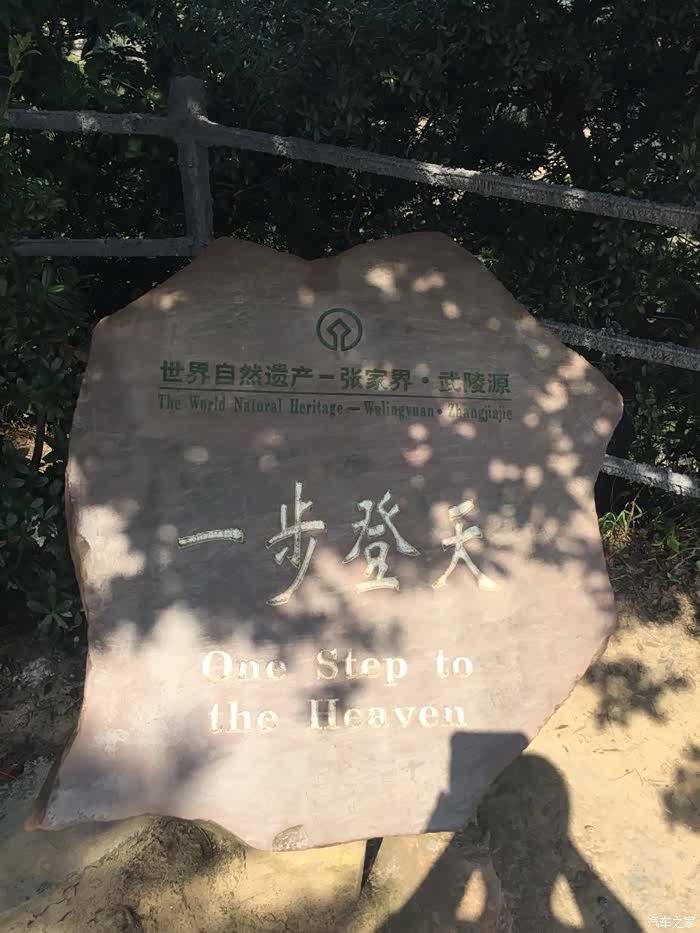 世界自然遗产－张家界·武陵源
The World Natural Heritage — Wulingyuan • Zhangjiajie
一步登天
One Step to
the Heaven
汽车之家